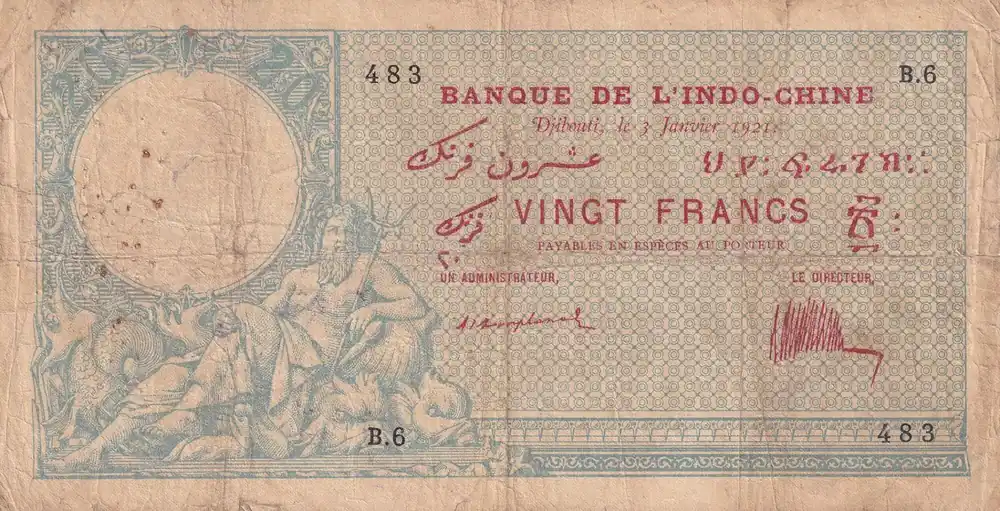 483 B.6
BANQUE DE L'INDO-CHINE
Djibouti, le 3 Janvier 1921.
عشرون فرنك
VINGT FRANCS
فرنك
٢٠
PAYABLES EN ESPÈCES AU PORTEUR
UN ADMINISTRATEUR, LE DIRECTEUR,
B.6 483